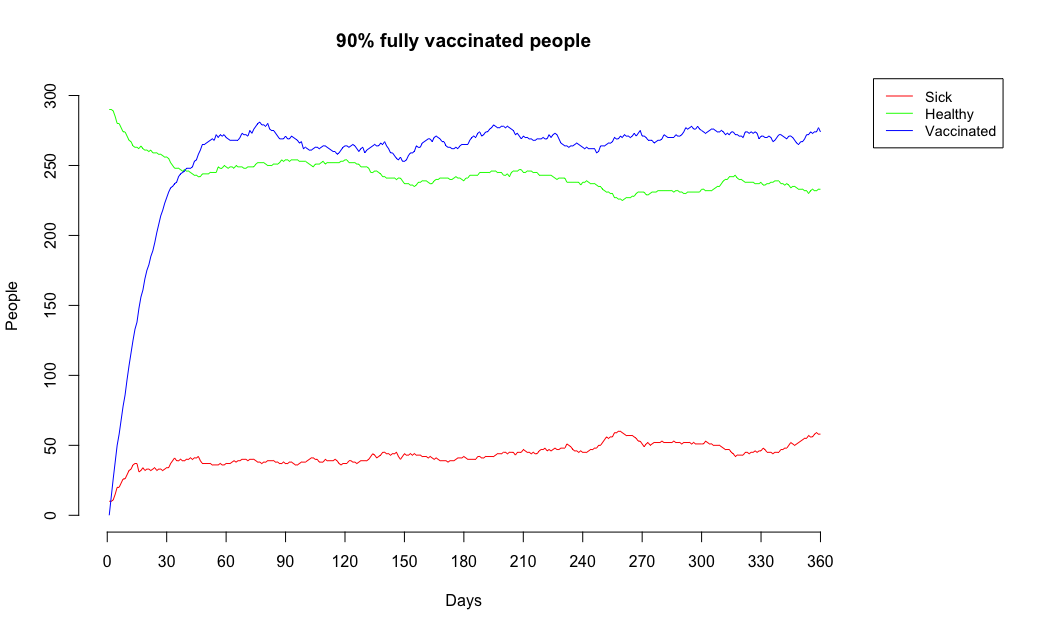 90% fully vaccinated people
Sick
Healthy
Vaccinated
People
300
250
200
150
100
50
0
0 30 60 90 120 150 180 210 240 270 300 330 360
Days